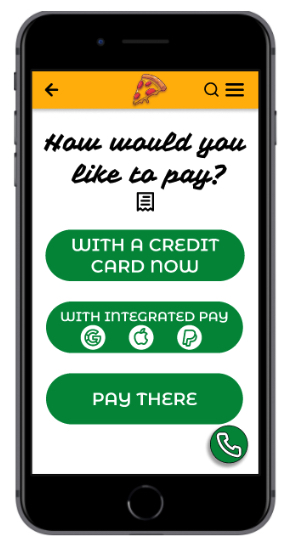 How would you
like to pay?
WITH A CREDIT
CARD NOW
WITH INTEGRATED PAY
PAY THERE